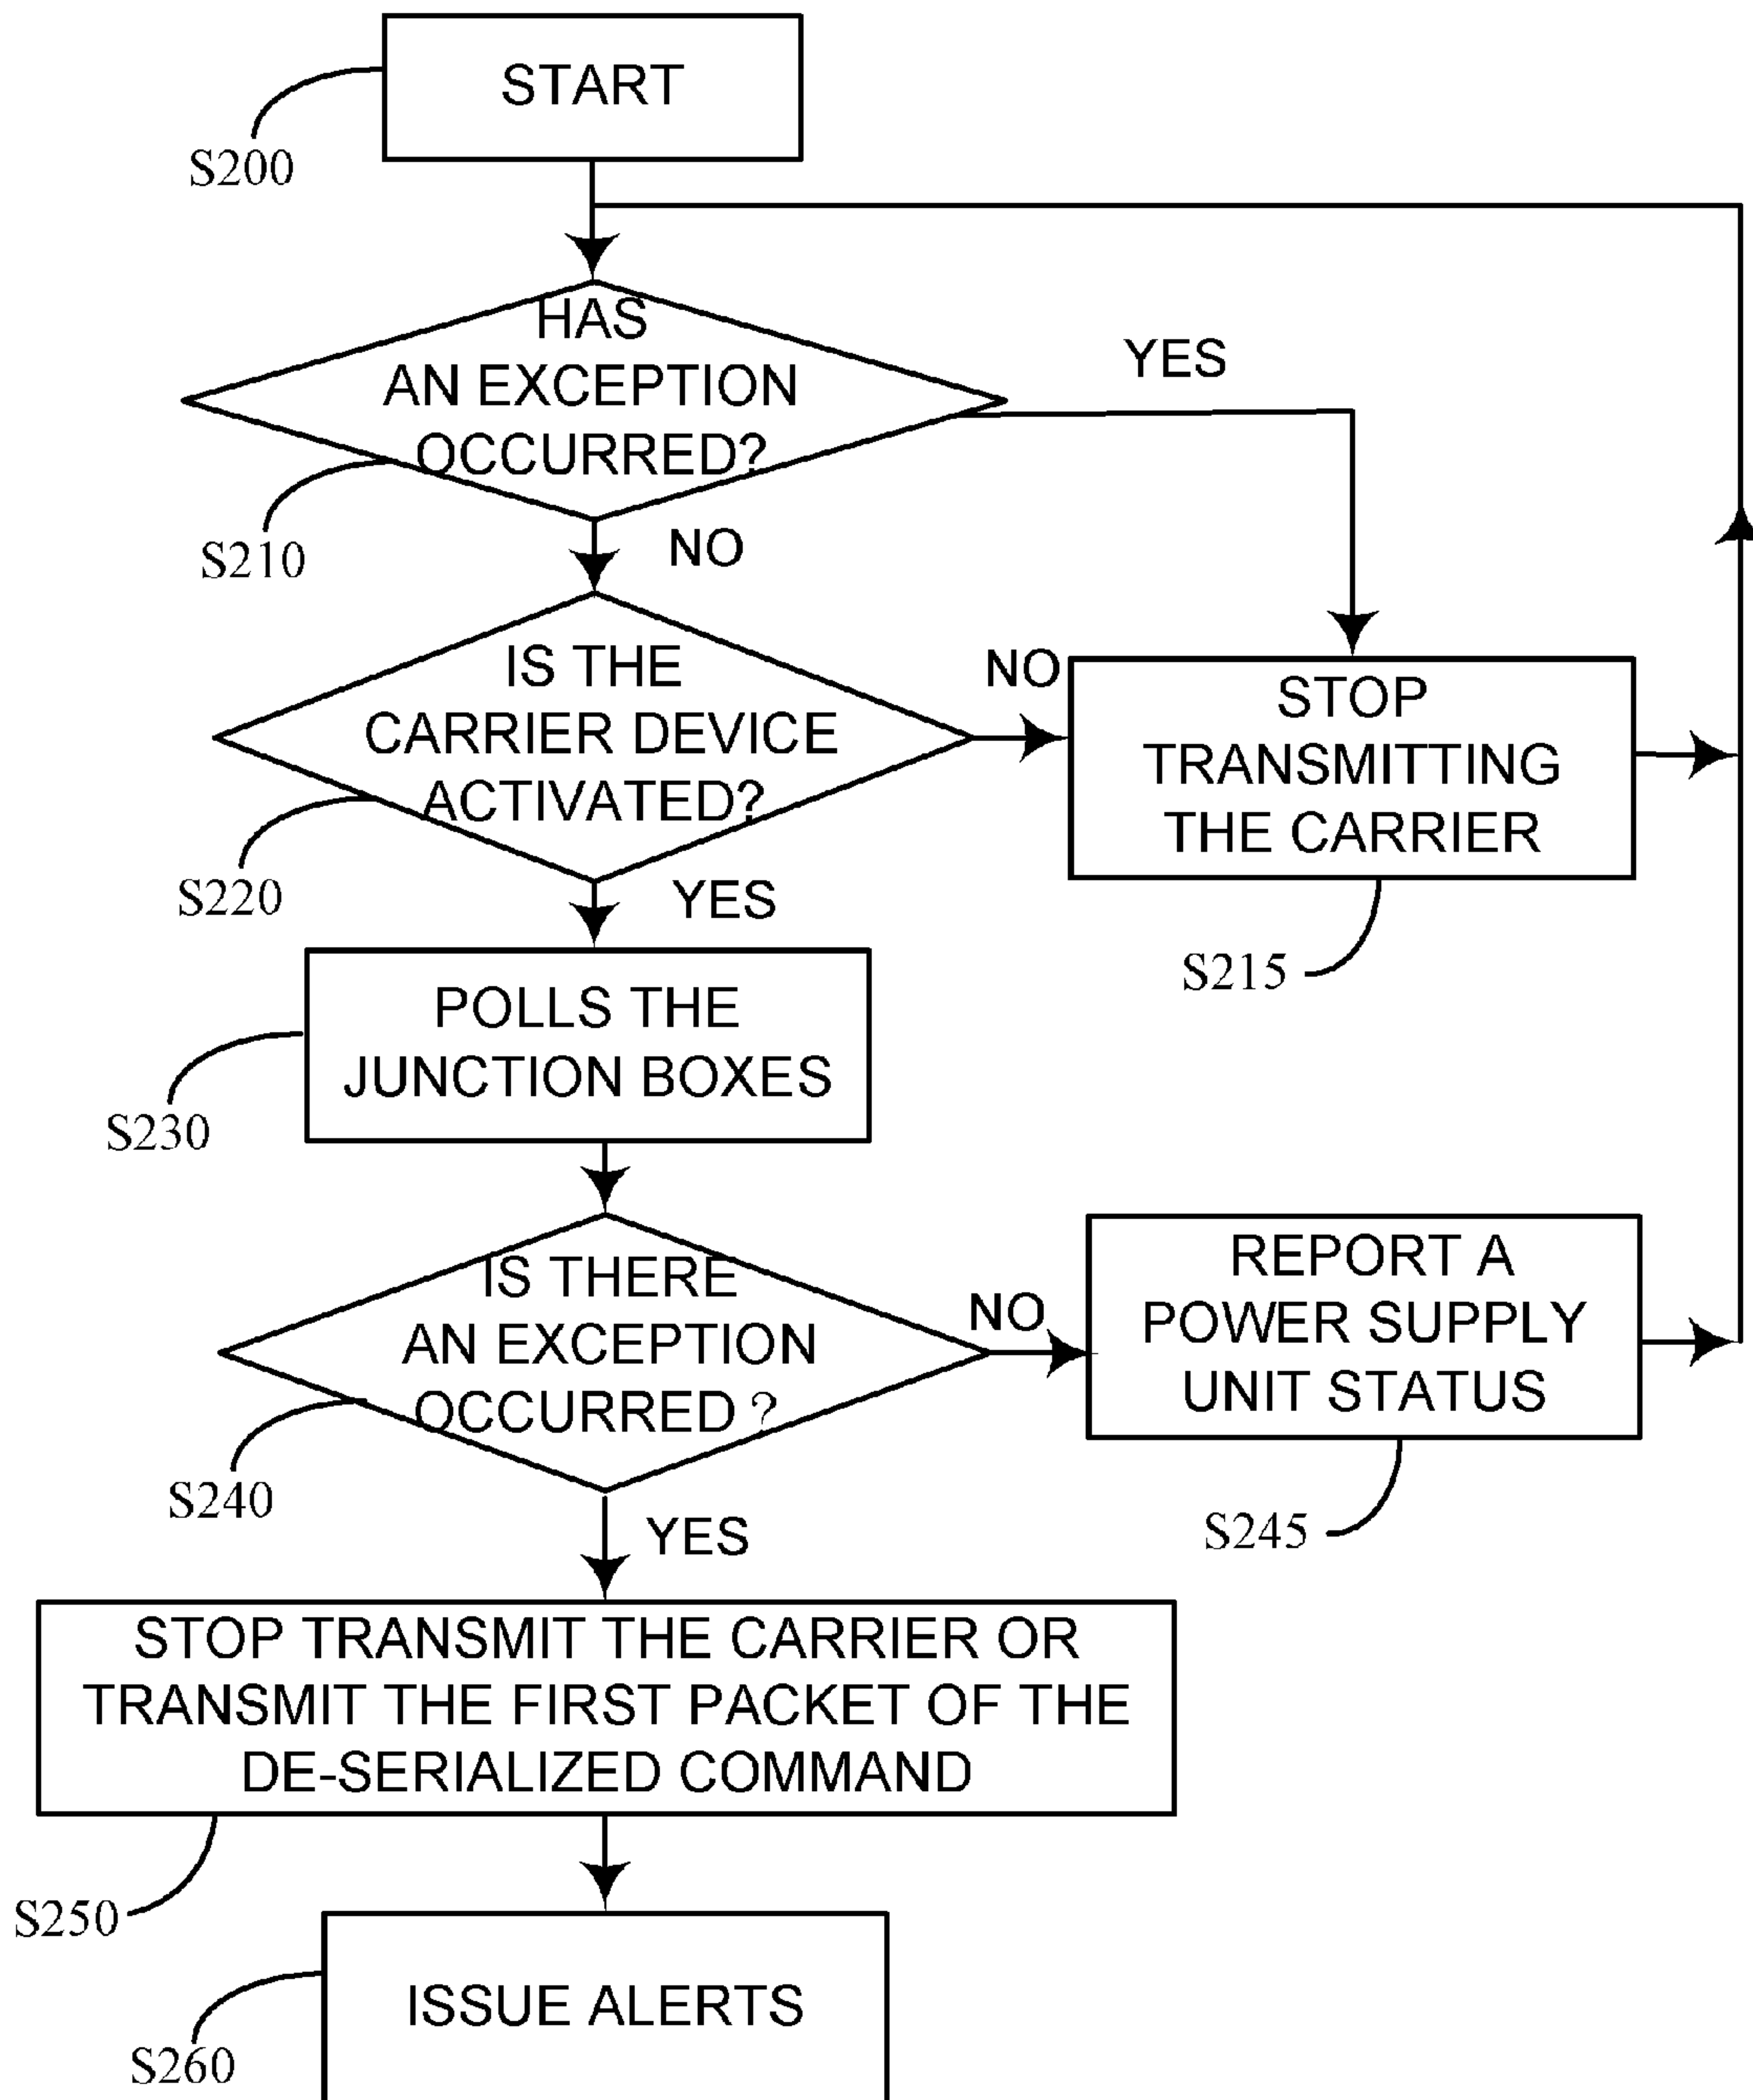 START
S200
HAS
AN EXCEPTION
OCCURRED?
YES
S210
NO
IS THE
CARRIER DEVICE
ACTIVATED?
NO
STOP
TRANSMITTING
THE CARRIER
S220
YES
S215
POLLS THE
JUNCTION BOXES
S230
IS THERE
AN EXCEPTION
OCCURRED ?
NO
REPORT A
POWER SUPPLY
UNIT STATUS
S240
YES
S245
STOP TRANSMIT THE CARRIER OR
TRANSMIT THE FIRST PACKET OF THE
DE-SERIALIZED COMMAND
S250
ISSUE ALERTS
S260